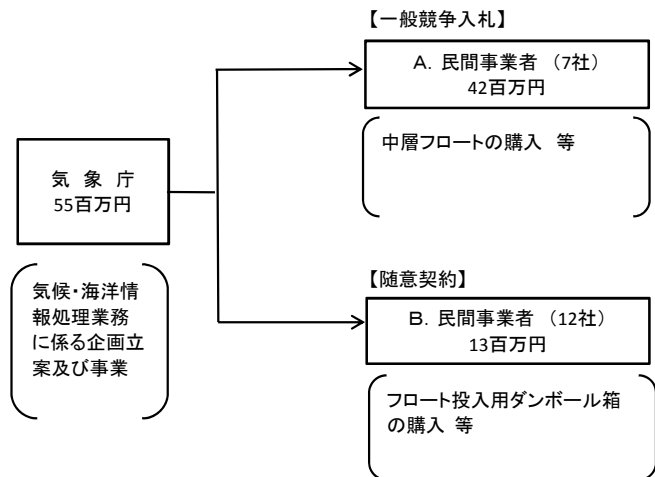 【一般競争入札】
A. 民間事業者 (7社)
42百万円
中層フロートの購入 等
気 象 庁
55百万円
気候・海洋情
報処理業務
に係る企画立
案及び事業
【随意契約】
B. 民間事業者 (12社)
13百万円
フロート投入用ダンボール箱
の購入 等